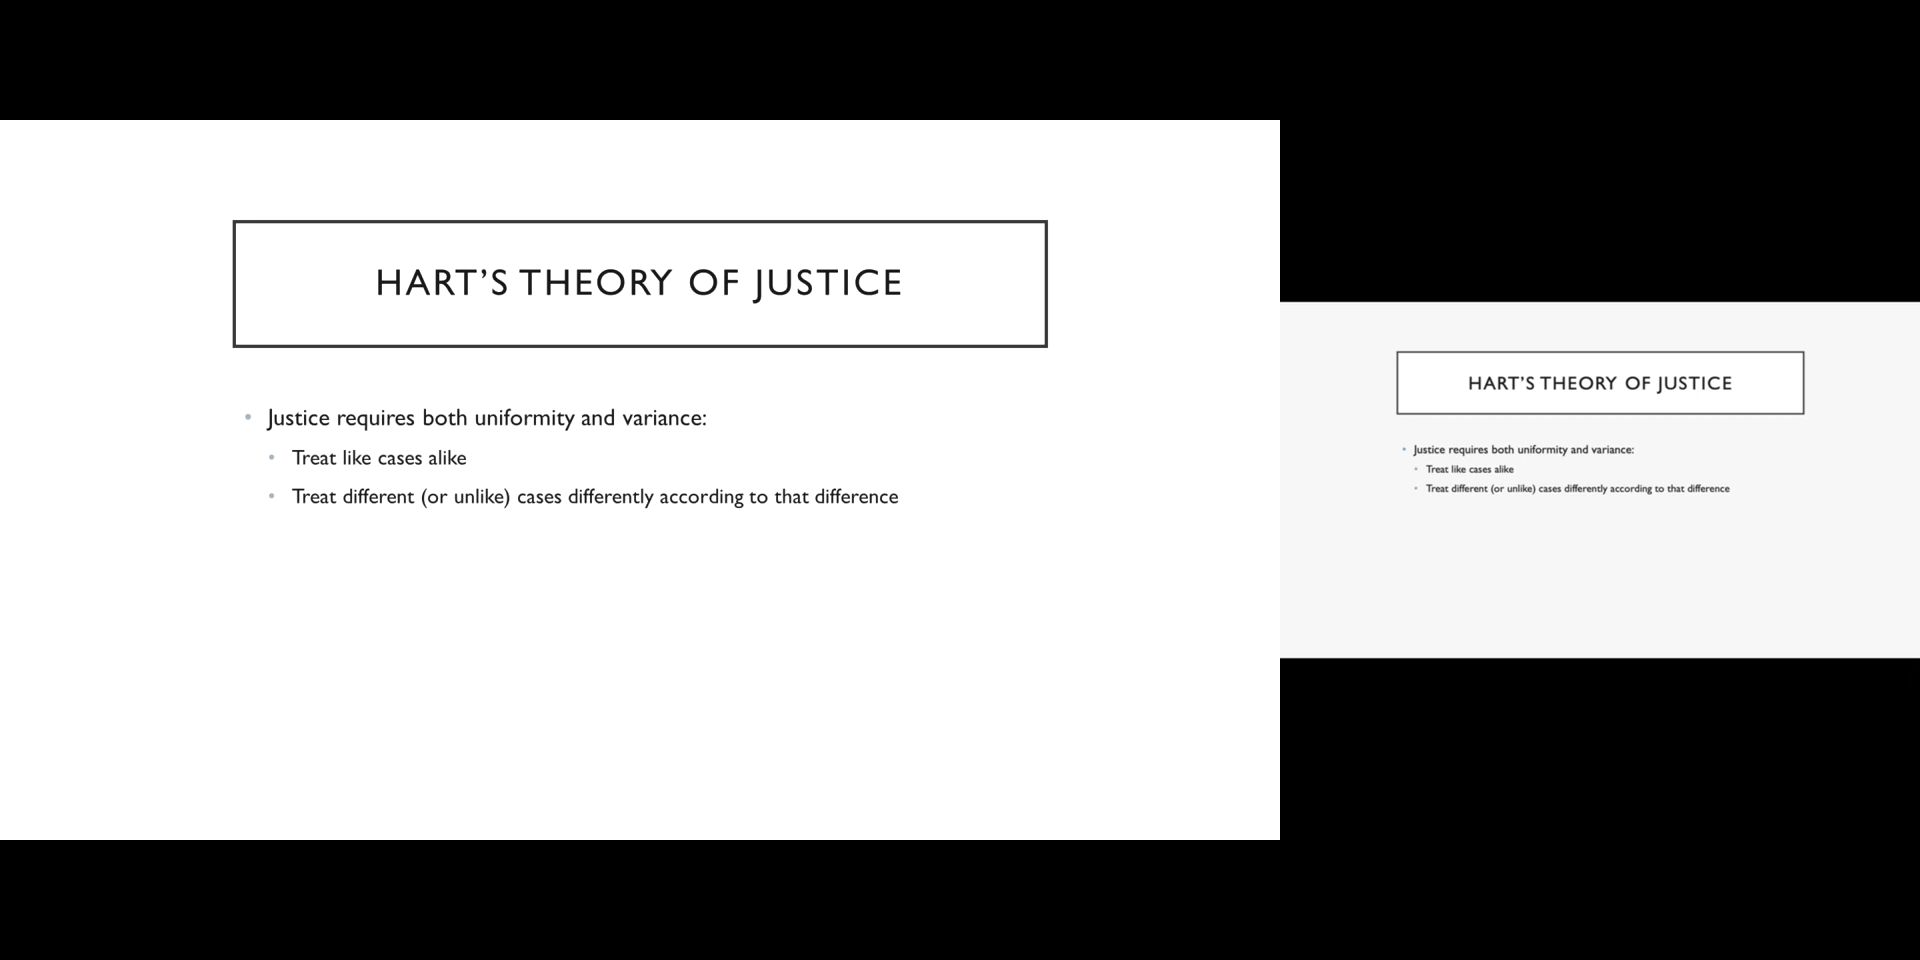 HART’S THEORY OF JUSTICE
• Justice requires both uniformity and variance:
• Treat like cases alike
• Treat different (or unlike) cases differently according to that difference
HART’S THEORY OF JUSTICE
• Justice requires both uniformity and variance:
• Treat like cases alike
• Treat different (or unlike) cases differently according to that difference